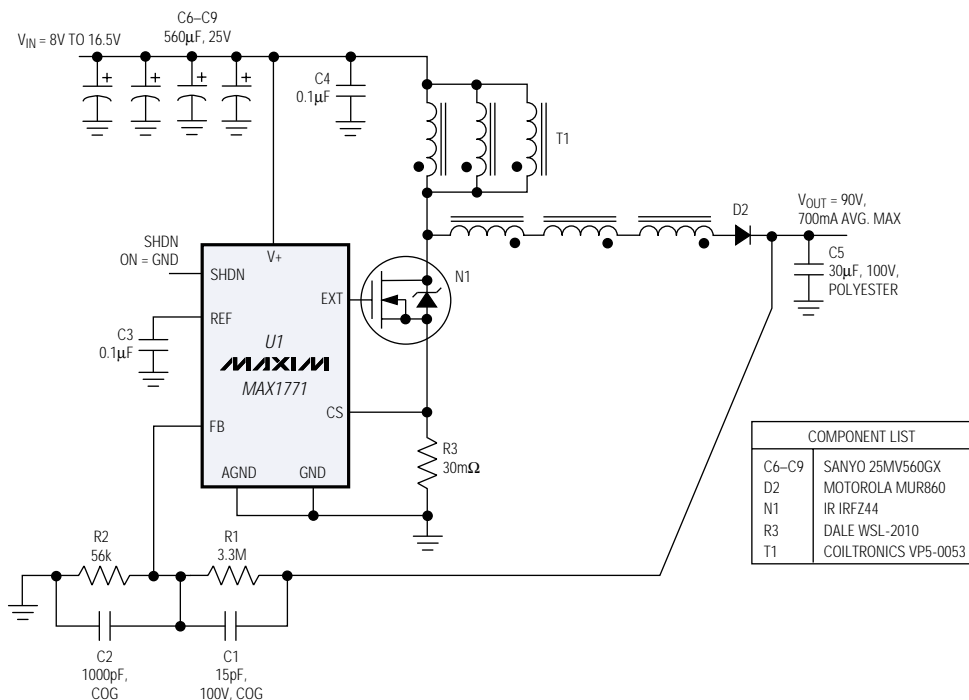 VIN = 8V TO 16.5V
C6–C9
560µF, 25V
+
+
+
+
C4
0.1µF
T1
VOUT = 90V,
700mA AVG. MAX
D2
C5
30µF, 100V,
POLYESTER
SHDN
ON = GND
V+
SHDN
EXT
N1
REF
C3
0.1µF
U1
MAXIM
MAX1771
CS
FB
AGND
GND
R3
30mΩ
R2
56k
R1
3.3M
C2
1000pF,
COG
C1
15pF,
100V, COG
COMPONENT LIST
C6–C9 SANYO 25MV560GX
D2 MOTOROLA MUR860
N1 IR IRFZ44
R3 DALE WSL-2010
T1 COILTRONICS VP5-0053